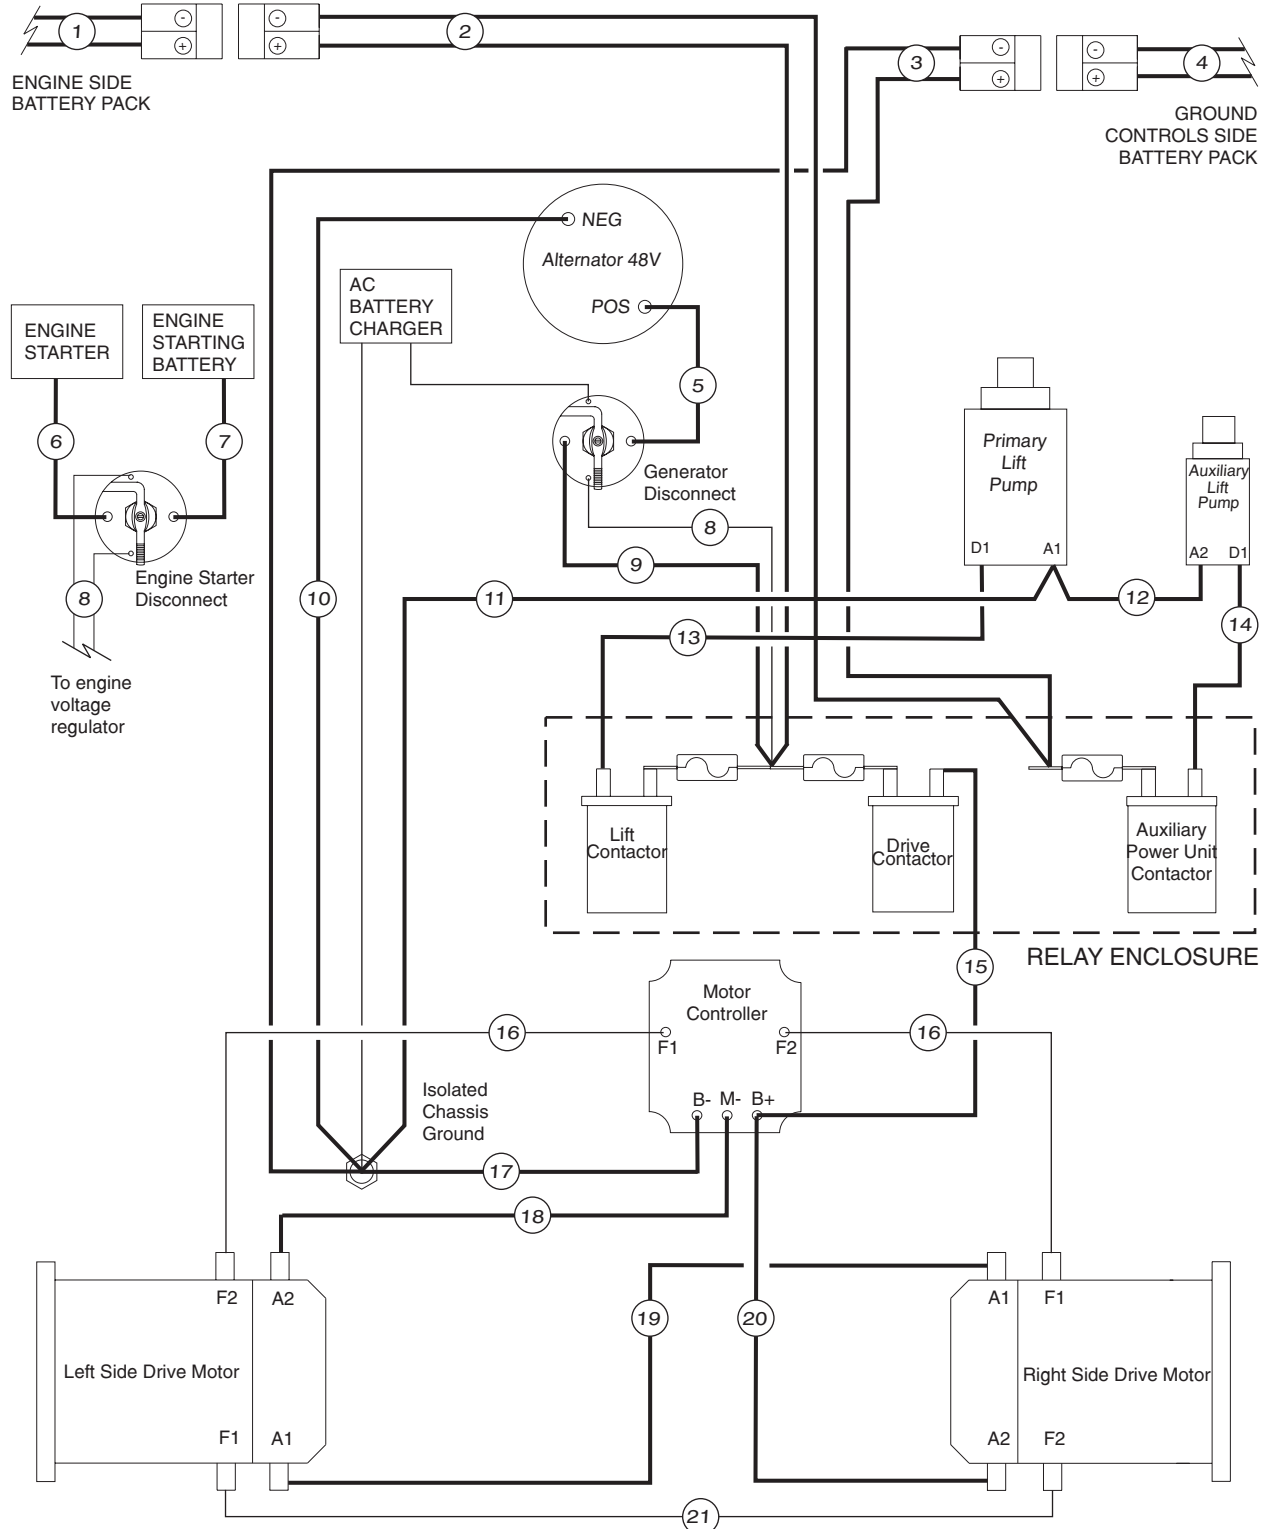 1
-
+
-
+
2
3
-
+
-
+
4
ENGINE SIDE
BATTERY PACK
GROUND
CONTROLS SIDE
BATTERY PACK
NEG
Alternator 48V
POS
AC
BATTERY
CHARGER
ENGINE
STARTER
ENGINE
STARTING
BATTERY
5
6
7
Generator
Disconnect
8
9
Primary
Lift
Pump
D1
A1
Auxiliary
Lift
Pump
A2
D1
Engine Starter
Disconnect
8
10
11
12
13
14
To engine
voltage
regulator
Lift
Contactor
Drive
Contactor
Auxiliary
Power Unit
Contactor
RELAY ENCLOSURE
15
Motor
Controller
F1
F2
B-
M-
B+
16
16
Isolated
Chassis
Ground
17
18
F2
A2
Left Side Drive Motor
F1
A1
19
20
A1
F1
Right Side Drive Motor
A2
F2
21